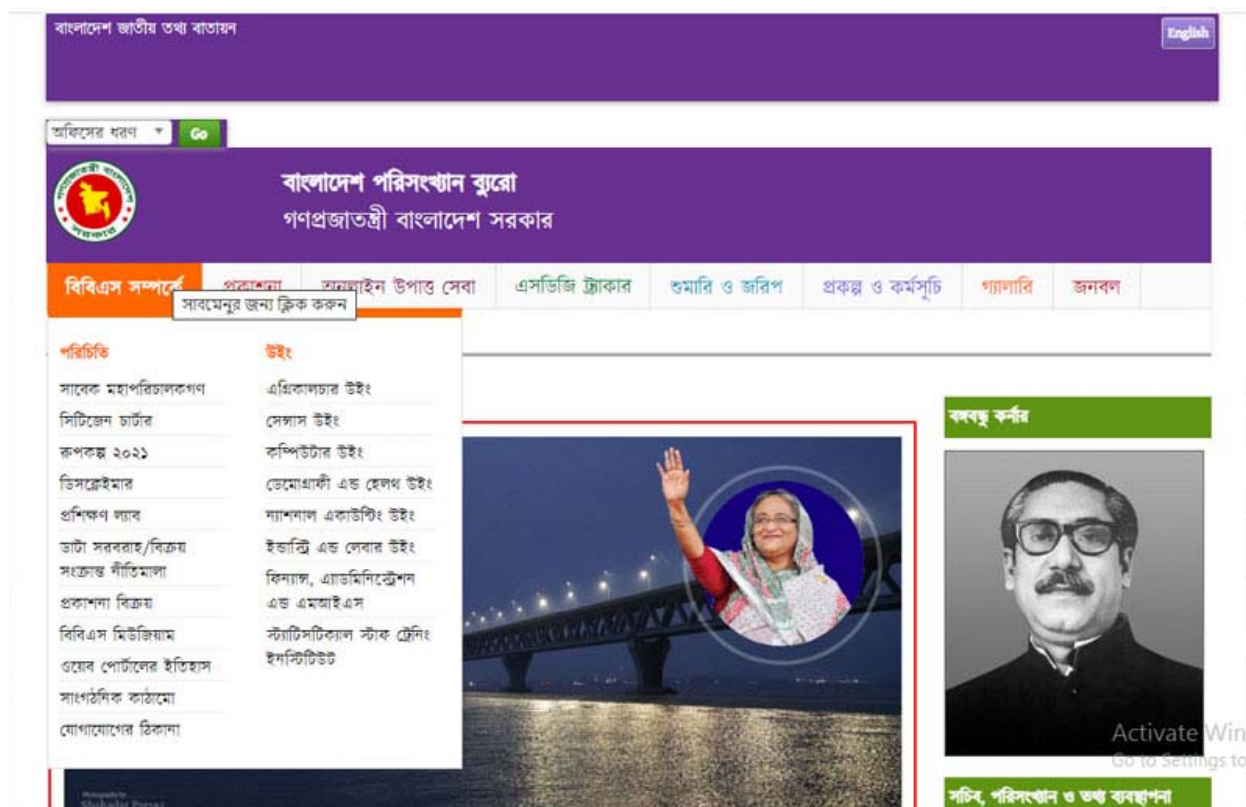 বাংলাদেশ জাতীয় তথ্য বাতায়ন
English
অফিসের ধরণ
Go
বাংলাদেশ পরিসংখ্যান ব্যুরো
গণপ্রজাতন্ত্রী বাংলাদেশ সরকার
বিবিএস সম্পর্কে প্রকাশনা অনলাইন উপাত্ত সেবা এসডিজি ট্র্যাকার শুমারি ও জরিপ প্রকল্প ও কর্মসূচি গ্যালারি জনবল
সাবমেনুর জন্য ক্লিক করুন
পরিচিতি
সাবেক মহাপরিচালকগণ
সিটিজেন চার্টার
রুপকল্প ২০২১
ডিসক্লেইমার
প্রশিক্ষণ ল্যাব
ডাটা সরবরাহ/বিক্রয়
সংক্রান্ত নীতিমালা
প্রকাশনা বিক্রয়
বিবিএস মিউজিয়াম
ওয়েব পোর্টালের ইতিহাস
সাংগঠনিক কাঠামো
যোগাযোগের ঠিকানা
উইং
এগ্রিকালচার উইং
সেন্সাস উইং
কম্পিউটার উইং
ডেমোগ্রাফী এন্ড হেলথ উইং
ন্যাশনাল একাউন্টিং উইং
ইন্ডাস্ট্রি এন্ড লেবার উইং
ফিন্যান্স, এ্যাডমিনিস্ট্রেশন
এন্ড এমআইএস
স্ট্যাটিসটিক্যাল স্টাফ ট্রেনিং
ইনস্টিটিউট
বঙ্গবন্ধু কর্নার
Activate Win
Go to Settings to
সচিব, পরিসংখ্যান ও তথ্য ব্যবস্থাপনা